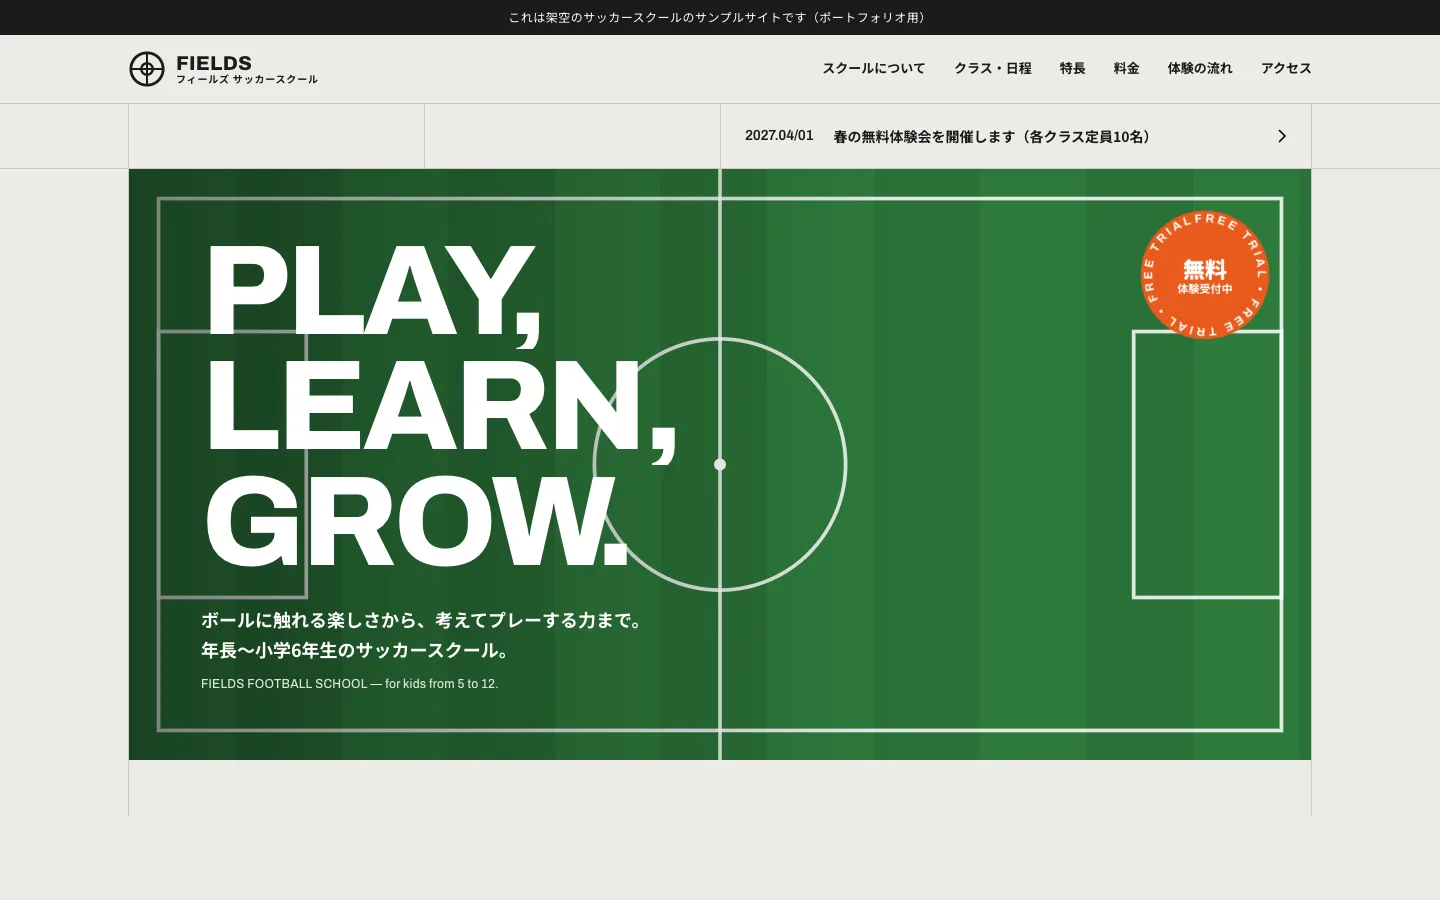 これは架空のサッカースクールのサンプルサイトです（ポートフォリオ用）
FIELDS
フィールズ サッカースクール
スクールについて クラス・日程 特長 料金 体験の流れ アクセス
2027.04/01 春の無料体験会を開催します（各クラス定員10名）
PLAY,
LEARN,
GROW.
FREE TRIAL • FREE TRIAL • FREE TRIAL
無料
体験受付中
ボールに触れる楽しさから、考えてプレーする力まで。
年長〜小学6年生のサッカースクール。
FIELDS FOOTBALL SCHOOL — for kids from 5 to 12.